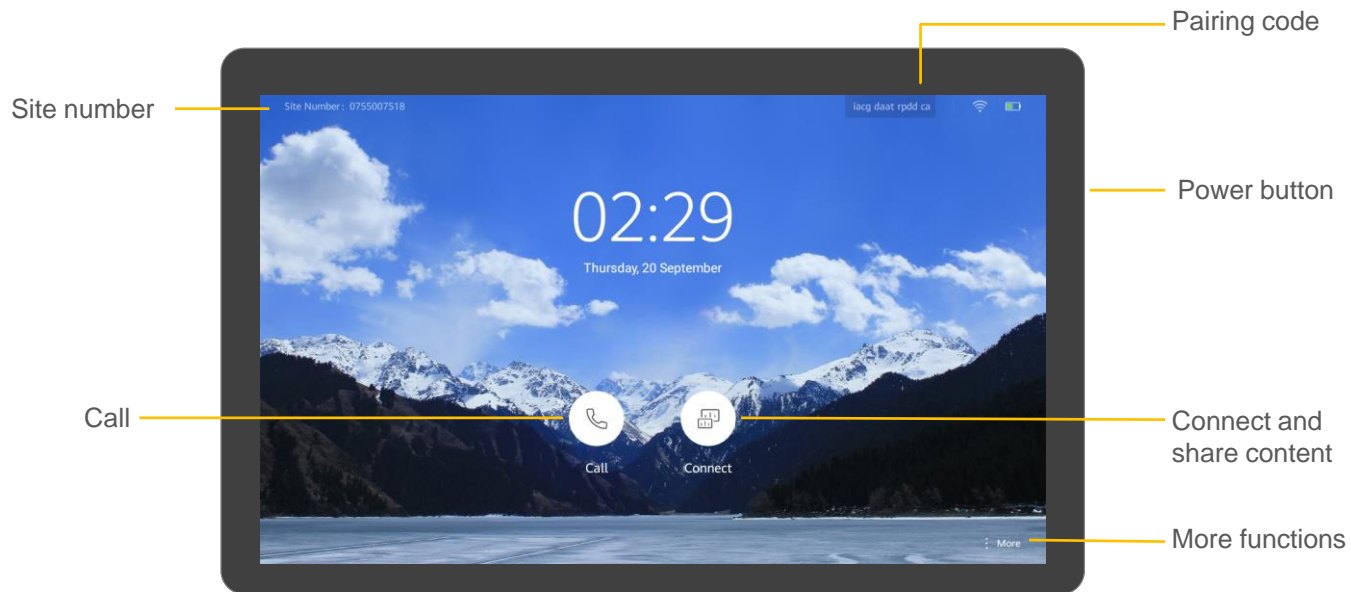 Pairing code
Site number
Site Number: 0755007518
iacg daat rpdd ca
Power button
02:29
Thursday, 20 September
Call
Connect and
share content
Call
Connect
More functions
More